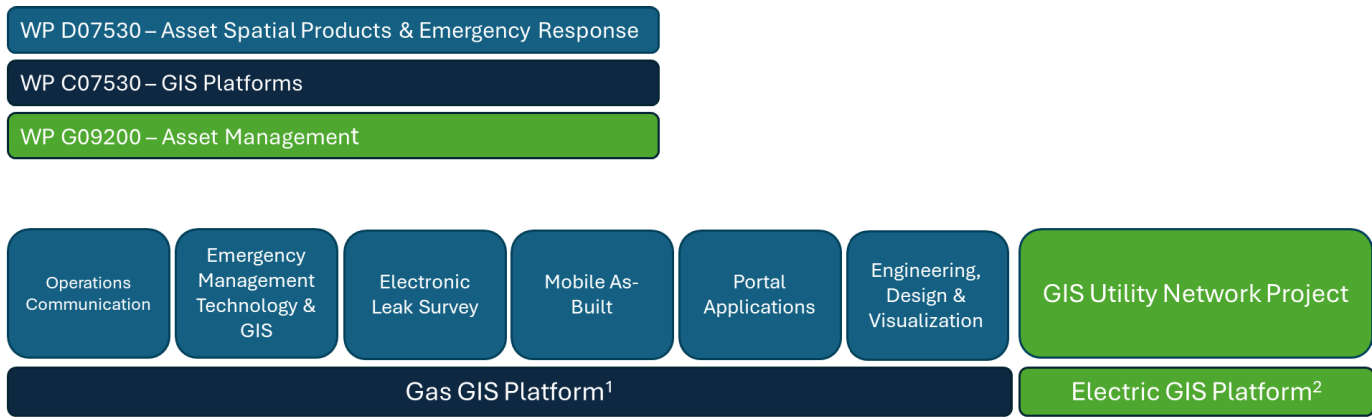 WP D07530 – Asset Spatial Products & Emergency Response
WP C07530 – GIS Platforms
WP G09200 – Asset Management
Operations
Communication
Emergency
Management
Technology &
GIS
Electronic
Leak Survey
Mobile As-
Built
Portal
Applications
Engineering,
Design &
Visualization
GIS Utility Network Project
Gas GIS Platform¹
Electric GIS Platform²